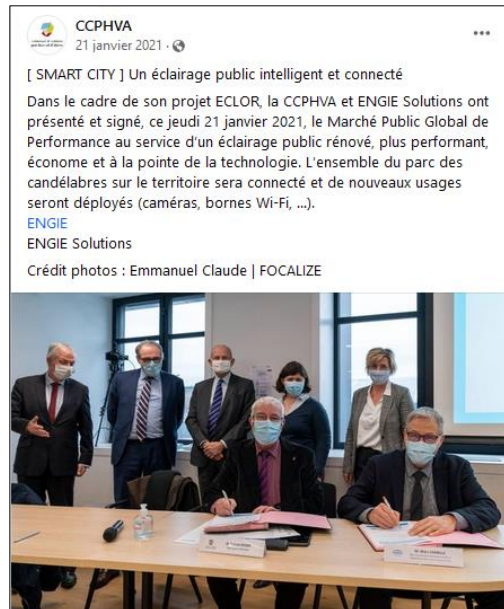 CCPHVA
21 janvier 2021 ·
[ SMART CITY ] Un éclairage public intelligent et connecté
Dans le cadre de son projet ECLOR, la CCPHVA et ENGIE Solutions ont
présenté et signé, ce jeudi 21 janvier 2021, le Marché Public Global de
Performance au service d'un éclairage public rénové, plus performant,
économe et à la pointe de la technologie. L'ensemble du parc des
candélabres sur le territoire sera connecté et de nouveaux usages
seront déployés (caméras, bornes Wi-Fi, ...).
ENGIE
ENGIE Solutions
Crédit photos : Emmanuel Claude | FOCALIZE